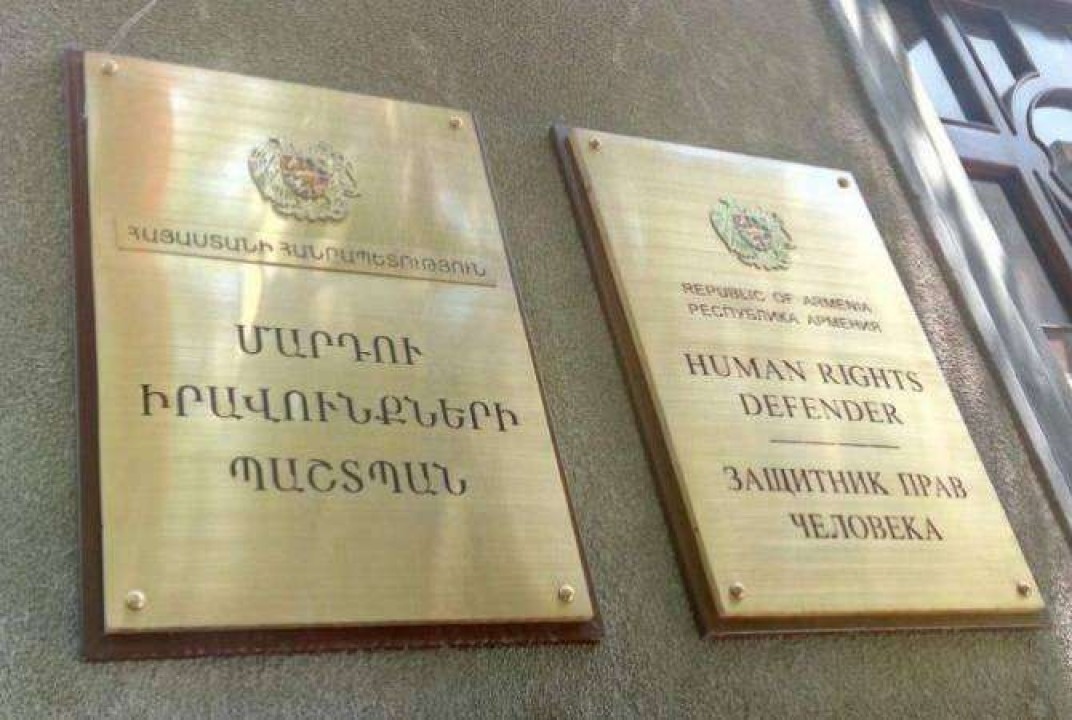 ՀԱՅԱՍՏԱՆԻ ՀԱՆՐԱՊԵՏՈՒԹՅՈՒՆ
ՄԱՐԴՈՒ
ԻՐԱՎՈՒՆՔՆԵՐԻ
ՊԱՇՏՊԱՆ
REPUBLIC OF ARMENIA
РЕСПУБЛИКА АРМЕНИЯ
HUMAN RIGHTS
DEFENDER
ЗАЩИТНИК ПРАВ
ЧЕЛОВЕКА